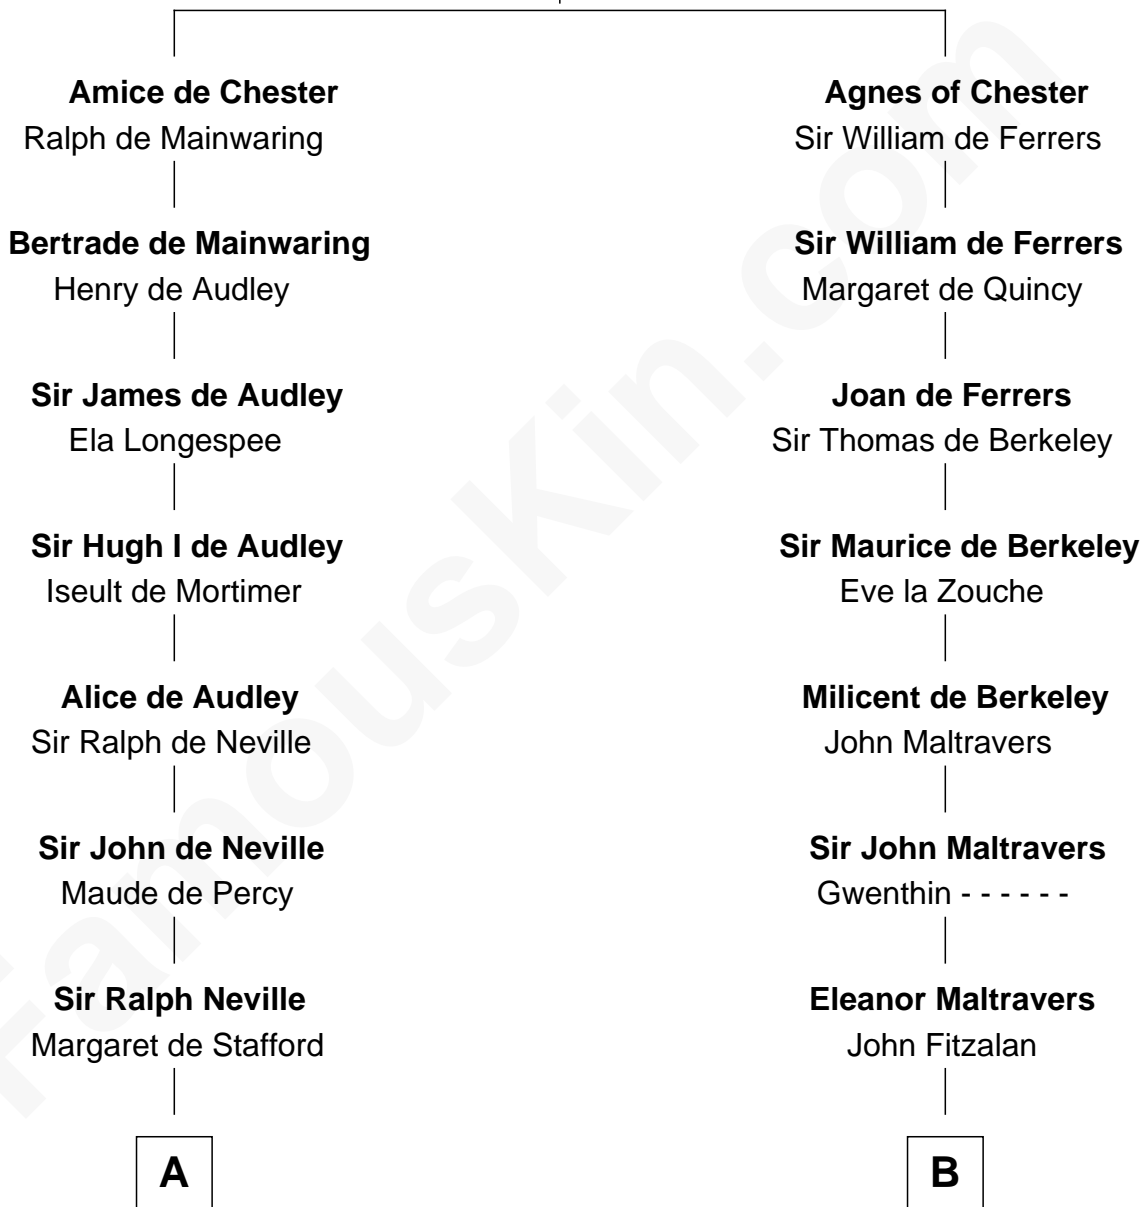 Amice de Chester
Ralph de Mainwaring
Bertrade de Mainwaring
Henry de Audley
Sir James de Audley
Ela Longespee
Sir Hugh I de Audley
Iseult de Mortimer
Alice de Audley
Sir Ralph de Neville
Sir John de Neville
Maude de Percy
Sir Ralph Neville
Margaret de Stafford
A
Agnes of Chester
Sir William de Ferrers
Sir William de Ferrers
Margaret de Quincy
Joan de Ferrers
Sir Thomas de Berkeley
Sir Maurice de Berkeley
Eve la Zouche
Milicent de Berkeley
John Maltravers
Sir John Maltravers
Gwenthin - - - - - -
Eleanor Maltravers
John Fitzalan
B
FamousKin.com